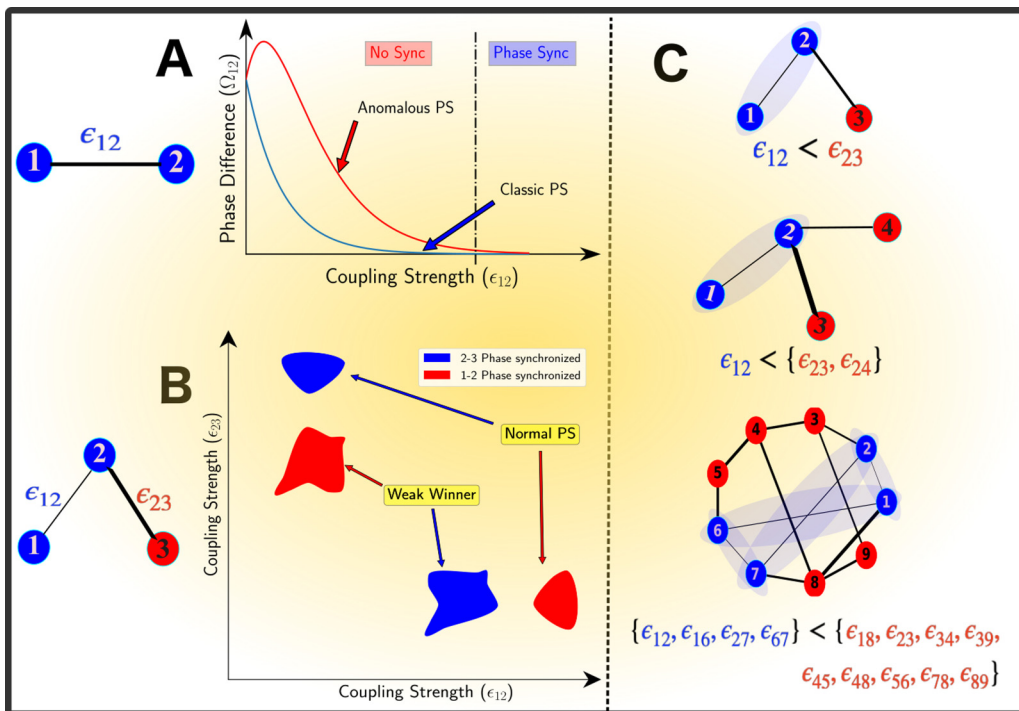 A
ϵ12
1 2
Phase Difference (Ω12)
No Sync
Phase Sync
Anomalous PS
Classic PS
Coupling Strength (ϵ12)
B
ϵ12
ϵ23
2
1
3
Coupling Strength (ϵ23)
2-3 Phase synchronized
1-2 Phase synchronized
Normal PS
Weak Winner
Coupling Strength (ϵ12)
C
2
1
3
ϵ12 < ϵ23
2
4
1
3
ϵ12 < {ϵ23, ϵ24}
3
4
2
5
1
6
9
7
8
{ϵ12, ϵ16, ϵ27, ϵ67} < {ϵ18, ϵ23, ϵ34, ϵ39,
ϵ45, ϵ48, ϵ56, ϵ78, ϵ89}